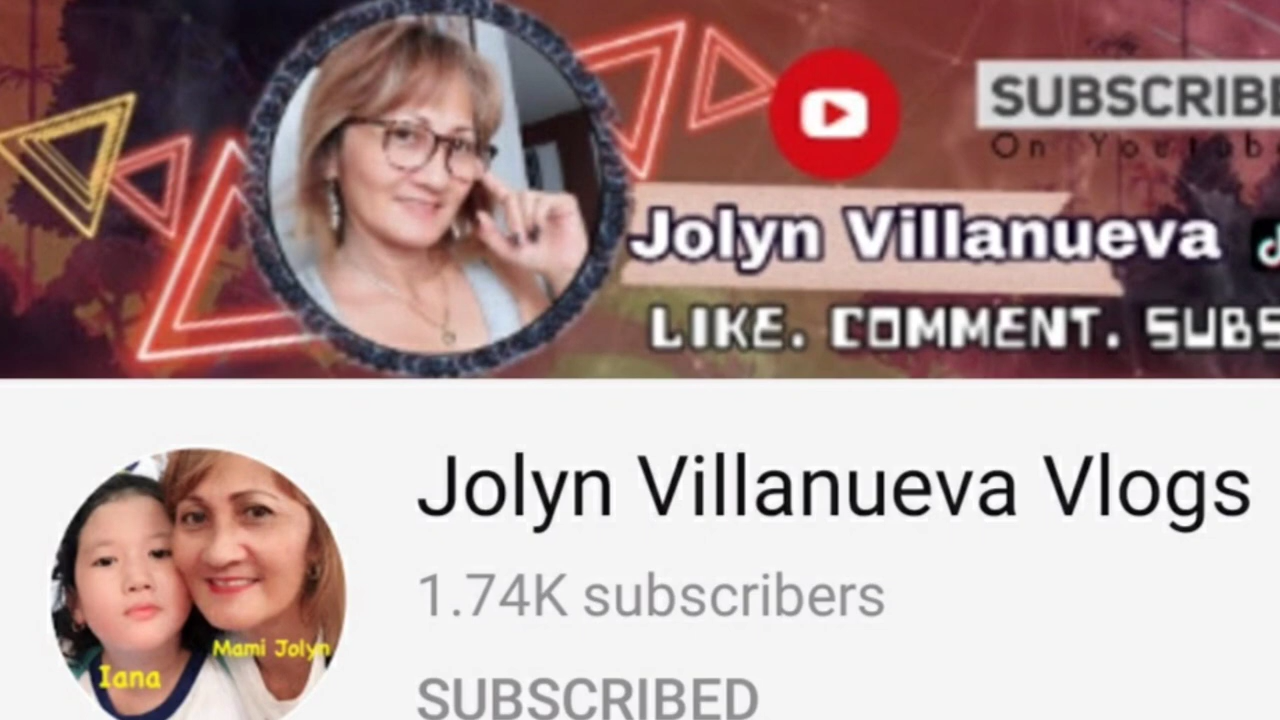 SUBSCRIBE
On Youtube
Jolyn Villanueva
LIKE. COMMENT. SUBS
Jolyn Villanueva Vlogs
1.74K subscribers
Mami Jolyn
Iana
SUBSCRIBED